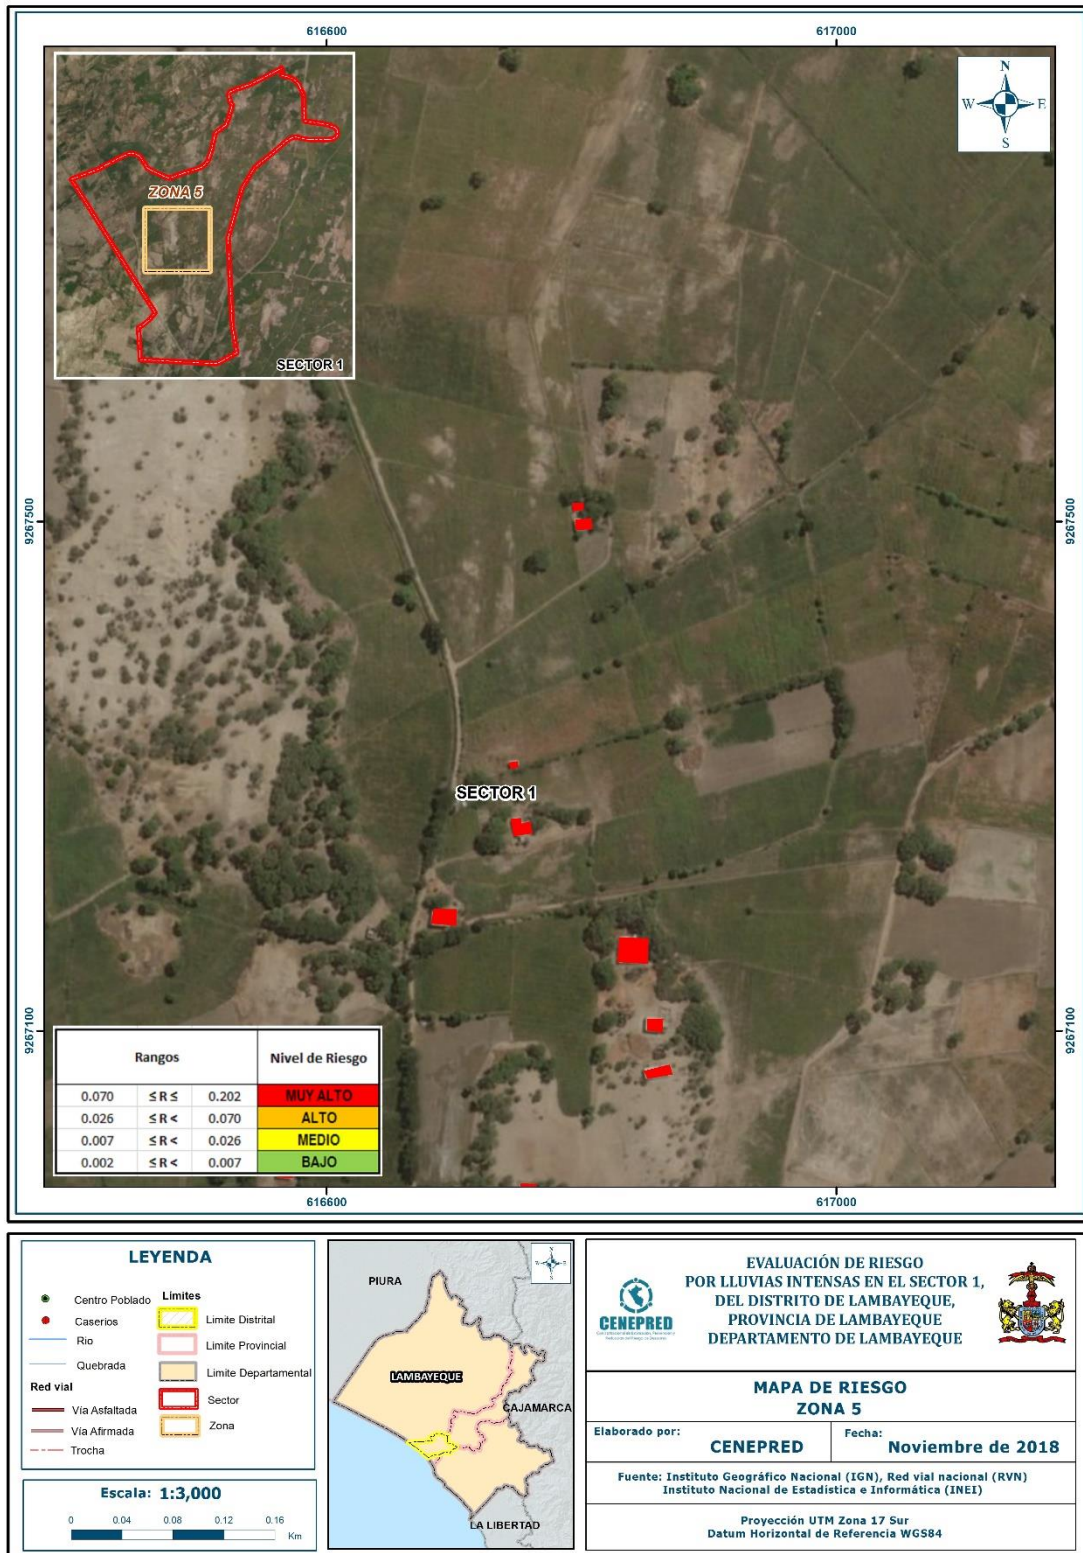 616600
617000
N
W
E
S
ZONA 5
SECTOR 1
9267500
9267500
SECTOR 1
9267100
9267100
Rangos
Nivel de Riesgo
0.070 ≤ R ≤ 0.202 MUY ALTO
0.026 ≤ R < 0.070 ALTO
0.007 ≤ R < 0.026 MEDIO
0.002 ≤ R < 0.007 BAJO
616600
617000
LEYENDA
Centro Poblado
Caserios
Rio
Quebrada
Red vial
Vía Asfaltada
Vía Afirmada
Trocha
Limites
Limite Distrital
Limite Provincial
Limite Departamental
Sector
Zona
Escala: 1:3,000
0 0.04 0.08 0.12 0.16
Km
N
W
E
S
PIURA
LAMBAYEQUE
CAJAMARCA
LA LIBERTAD
CENEPRED
EVALUACIÓN DE RIESGO
POR LLUVIAS INTENSAS EN EL SECTOR 1,
DEL DISTRITO DE LAMBAYEQUE,
PROVINCIA DE LAMBAYEQUE
DEPARTAMENTO DE LAMBAYEQUE
MAPA DE RIESGO
ZONA 5
Elaborado por:
CENEPRED
Fecha:
Noviembre de 2018
Fuente: Instituto Geográfico Nacional (IGN), Red vial nacional (RVN)
Instituto Nacional de Estadística e Informática (INEI)
Proyección UTM Zona 17 Sur
Datum Horizontal de Referencia WGS84